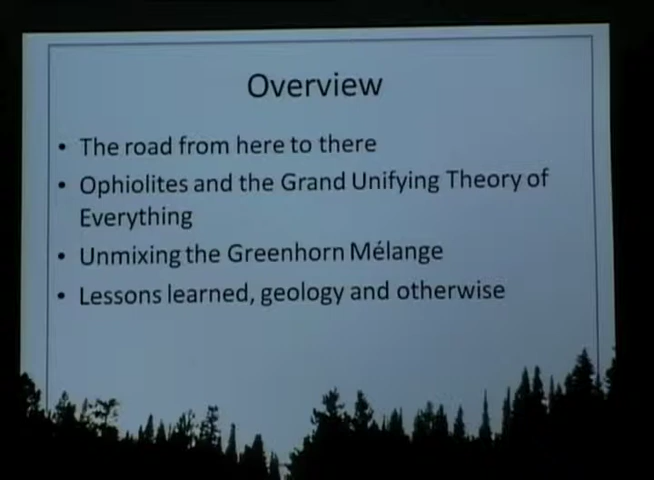 Overview
• The road from here to there
• Ophiolites and the Grand Unifying Theory of
Everything
• Unmixing the Greenhorn Mélange
• Lessons learned, geology and otherwise